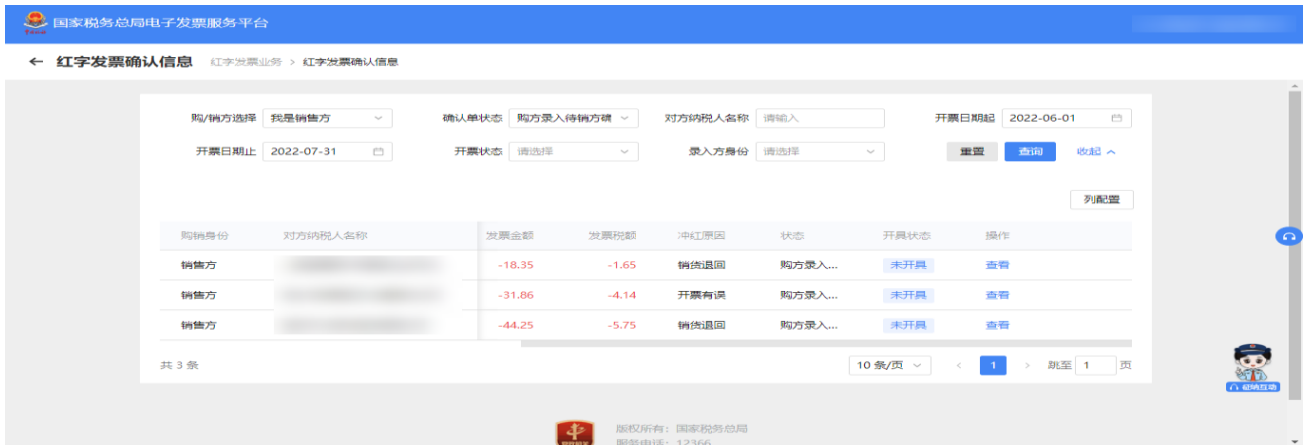 国家税务总局电子发票服务平台
← 红字发票确认信息 红字发票业务 > 红字发票确认信息
购/销方选择 我是销售方 确认单状态 购方录入待销方确 对方纳税人名称 请输入 开票日期起 2022-06-01
开票日期止 2022-07-31 开票状态 请选择 录入方身份 请选择 重置 查询 收起
列配置
购销身份 对方纳税人名称 发票金额 发票税额 冲红原因 状态 开具状态 操作
销售方 -18.35 -1.65 销货退回 购方录入... 未开具 查看
销售方 -31.86 -4.14 开票有误 购方录入... 未开具 查看
销售方 -44.25 -5.75 销货退回 购方录入... 未开具 查看
共 3 条 10 条/页 < 1 > 跳至 1 页
征纳互动
版权所有：国家税务总局
服务电话：12366